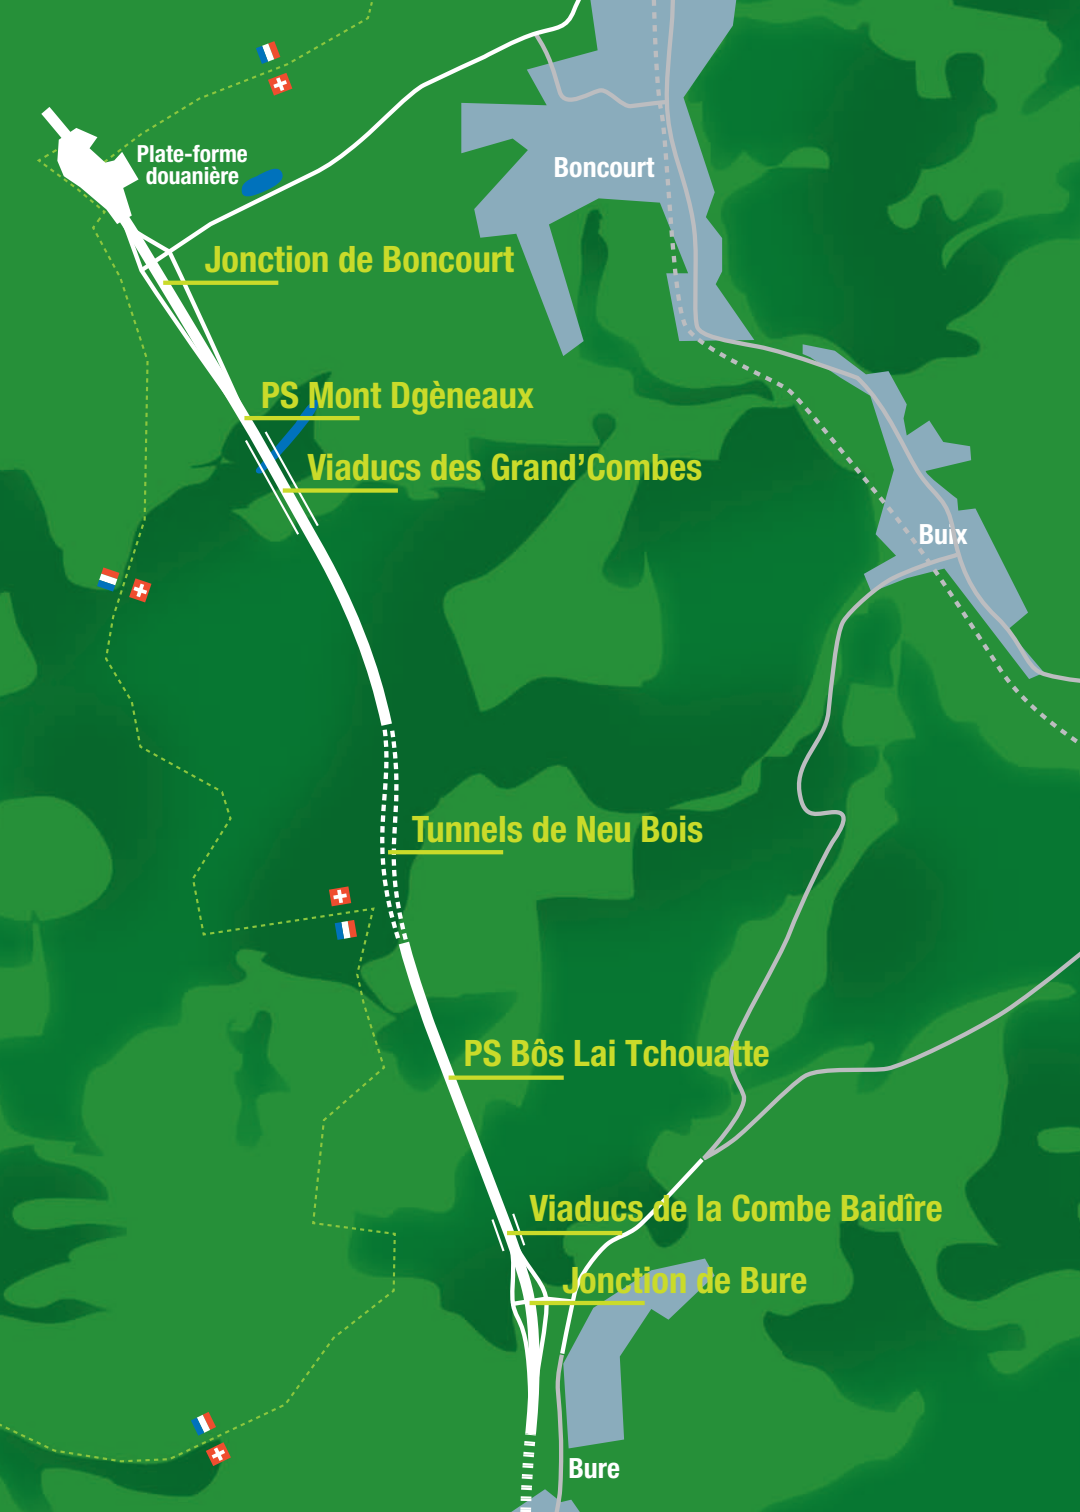 Plate-forme
douanière
Boncourt
Jonction de Boncourt
PS Mont Dgèneaux
Viaducs des Grand’Combes
Buix
Tunnels de Neu Bois
PS Bôs Lai Tchouatte
Viaducs de la Combe Baidîre
Jonction de Bure
Bure